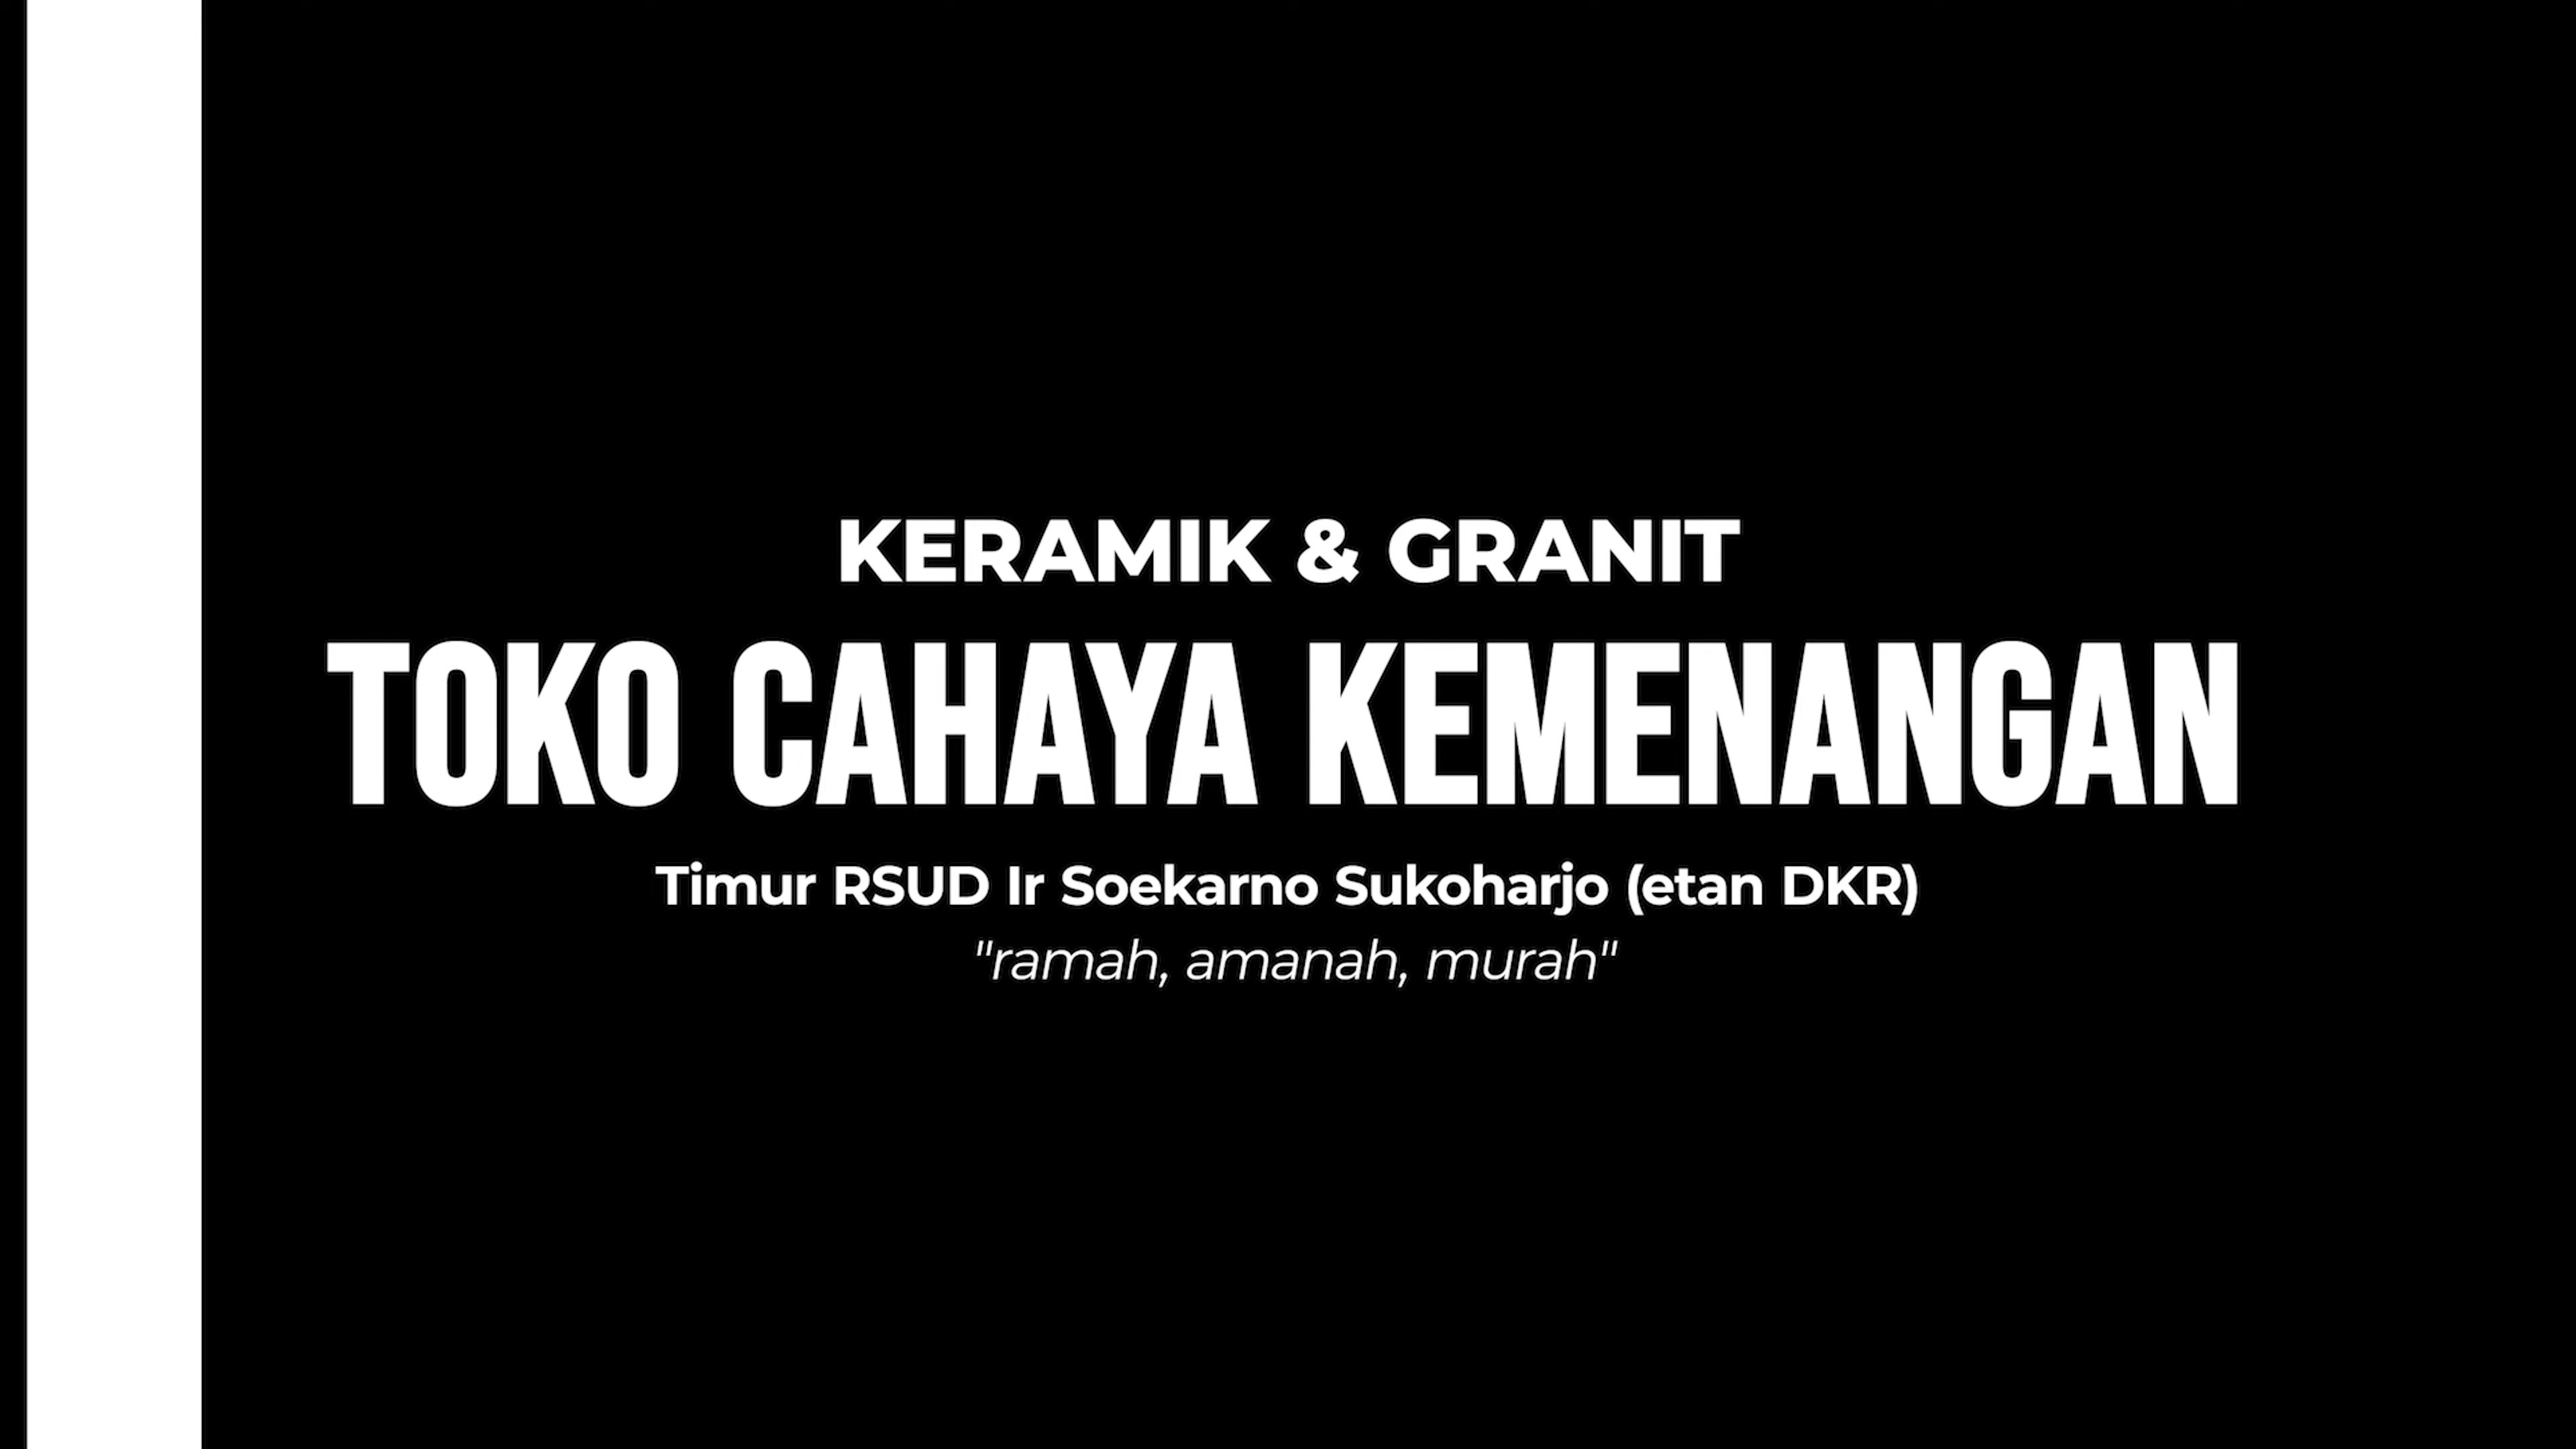 KERAMIK & GRANIT
TOKO CAHAYA KEMENANGAN
Timur RSUD Ir Soekarno Sukoharjo (etan DKR)
"ramah, amanah, murah"